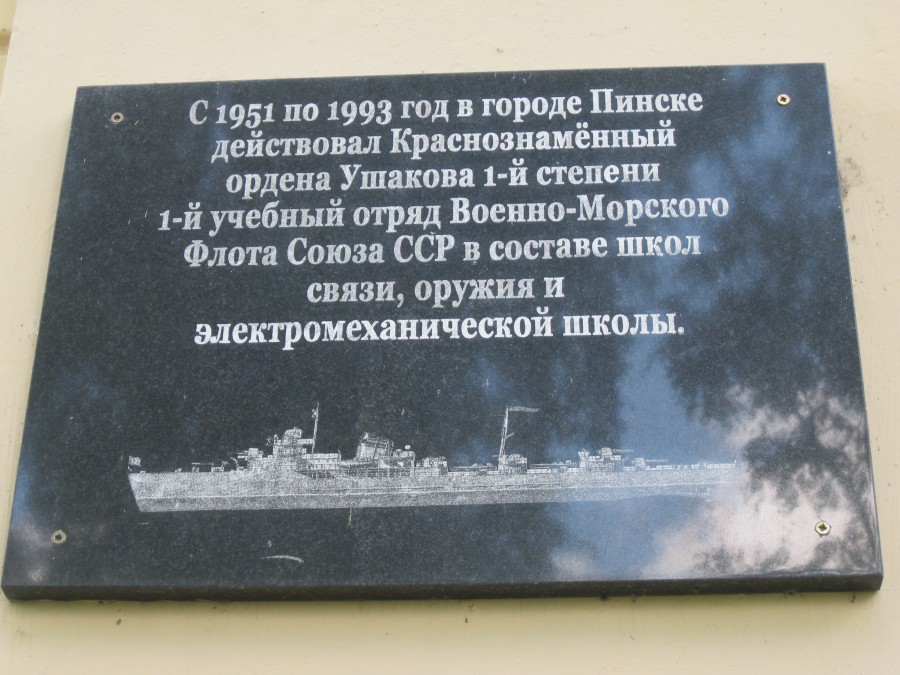 С 1951 по 1993 год в городе Пинске
действовал Краснознамённый
ордена Ушакова 1-й степени
1-й учебный отряд Военно-Морского
Флота Союза ССР в составе школ
связи, оружия и
электромеханической школы.